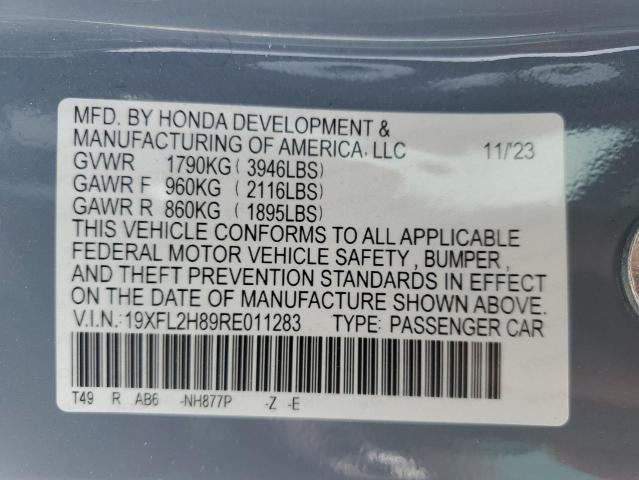 MFD. BY HONDA DEVELOPMENT &
MANUFACTURING OF AMERICA, LLC 11/'23
GVWR 1790KG (3946LBS)
GAWR F 960KG (2116LBS)
GAWR R 860KG (1895LBS)
THIS VEHICLE CONFORMS TO ALL APPLICABLE
FEDERAL MOTOR VEHICLE SAFETY, BUMPER,
AND THEFT PREVENTION STANDARDS IN EFFECT
ON THE DATE OF MANUFACTURE SHOWN ABOVE.
V.I.N.:19XFL2H89RE011283 TYPE: PASSENGER CAR
T49 R AB6 -NH877P -Z -E